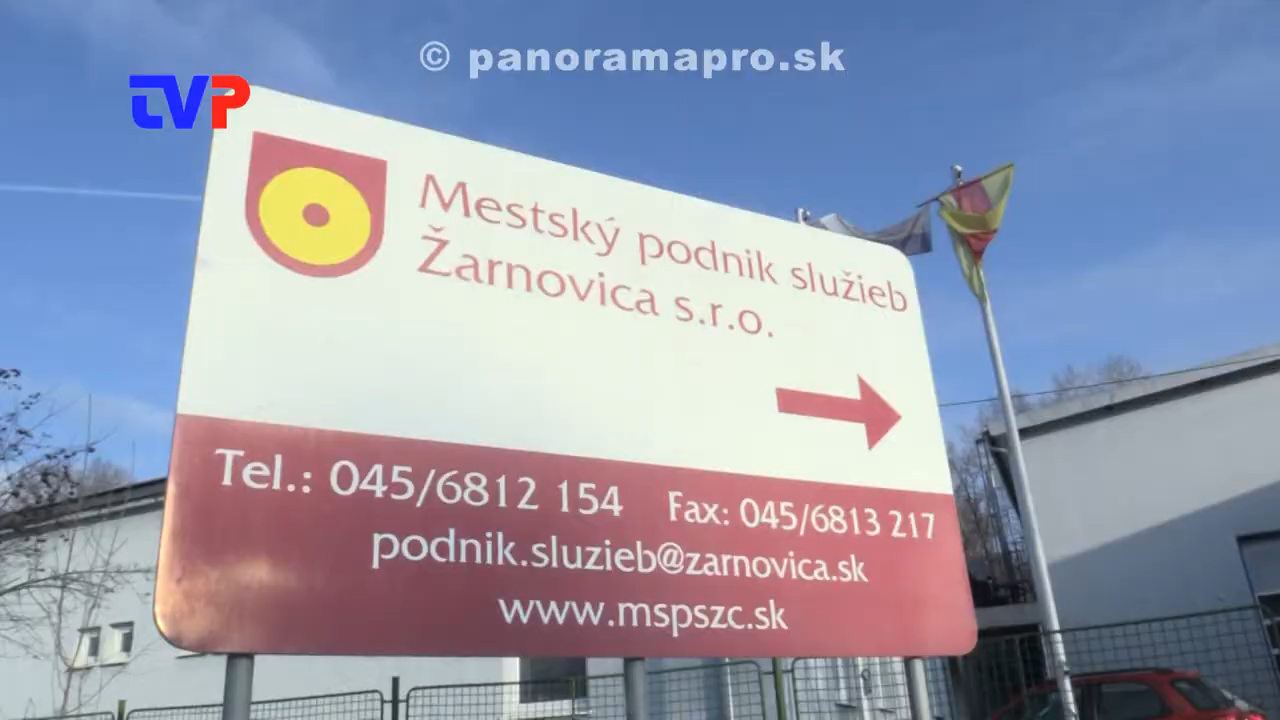 © panoramapro.sk
TVP
Mestský podnik služieb
Žarnovica s.r.o.
Tel.: 045/6812 154 Fax: 045/6813 217
podnik.sluzieb@zarnovica.sk
www.mspszc.sk